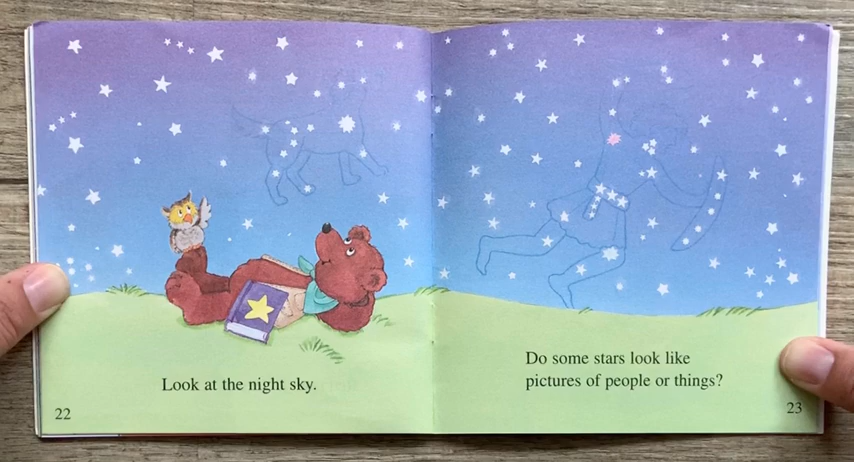 Look at the night sky.
22
Do some stars look like
pictures of people or things?
23